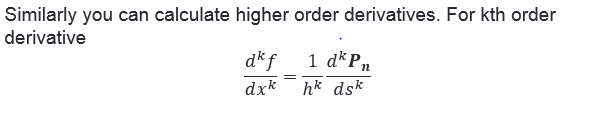 Similarly you can calculate higher order derivatives. For kth order
derivative
d^k f / dx^k = 1 / h^k d^k P_n / ds^k